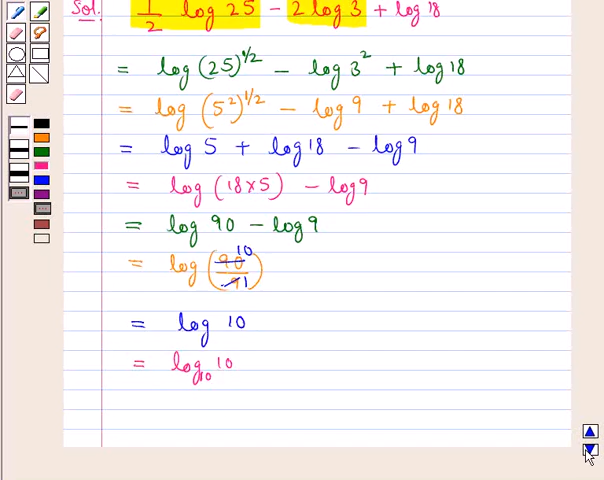 Sol. 1/2 log 25 - 2 log 3 + log 18
= log (25)^1/2 - log 3^2 + log 18
= log (5^2)^1/2 - log 9 + log 18
= log 5 + log 18 - log 9
= log (18 x 5) - log 9
= log 90 - log 9
= log (90/9) 10 1
= log 10
= log_10 10